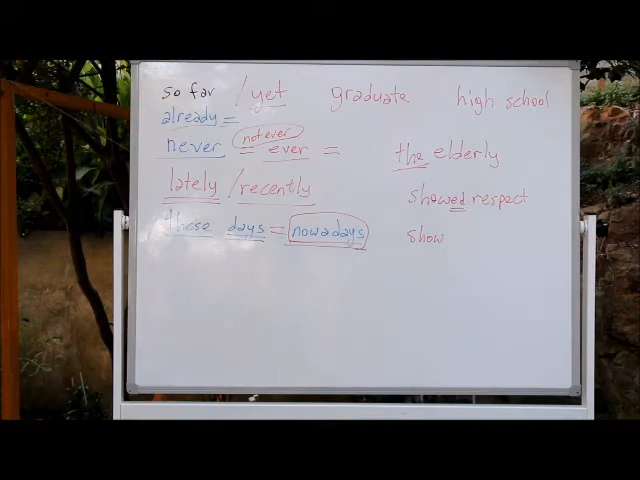 so far / yet graduate high school
already =
not ever
never = ever = the elderly
lately / recently showed respect
these days = nowadays show